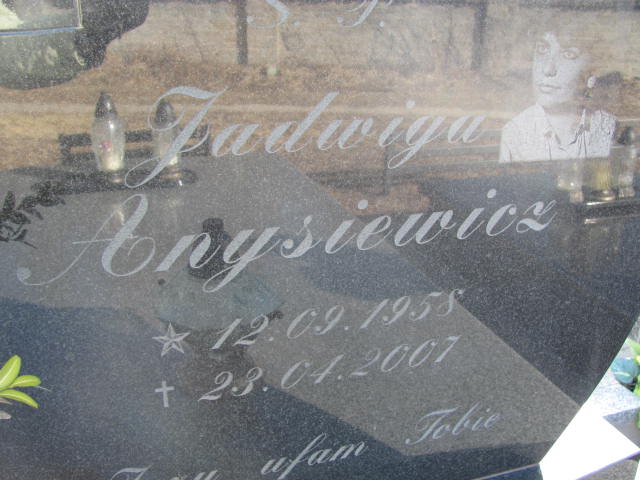 Ś. P.
Jadwiga
Anysiewicz
12.09.1958
23.04.2007
ufam Tobie